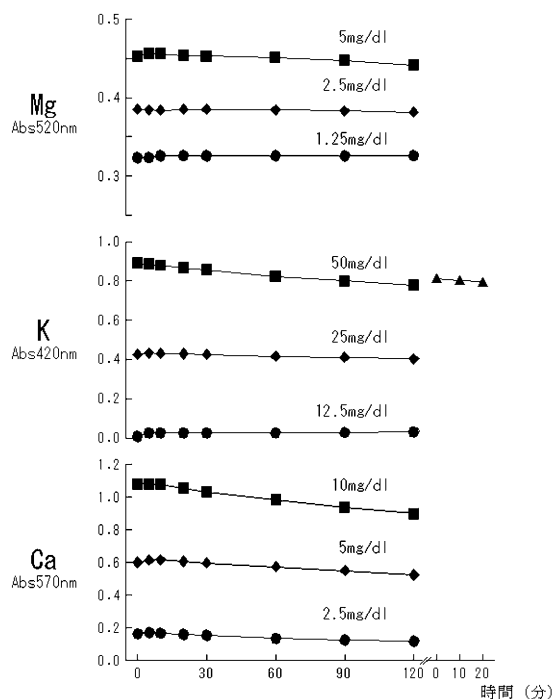 0.5
5mg/dl
2.5mg/dl
Mg
Abs520nm
0.4
1.25mg/dl
0.3
1.0
50mg/dl
0.8
K
Abs420nm
0.6
25mg/dl
0.4
0.2
12.5mg/dl
0.0
1.2
10mg/dl
1.0
0.8
Ca
Abs570nm
5mg/dl
0.6
0.4
2.5mg/dl
0.2
0.0
0 30 60 90 120 0 10 20
時間 (分)